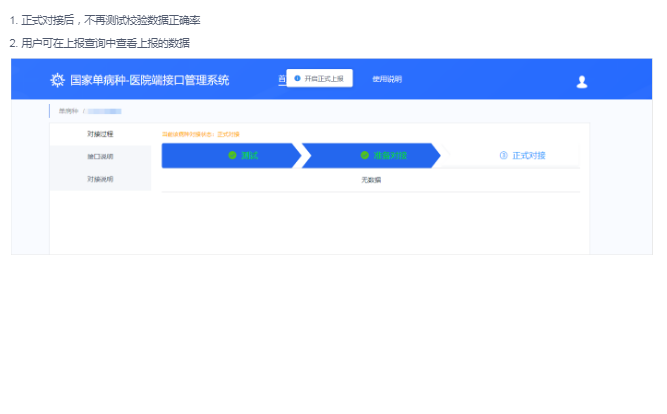 1. 正式对接后，不再测试校验数据正确率
2. 用户可在上报查询中查看上报的数据
国家单病种-医院端接口管理系统
开启正式上报
使用说明
单病种 /
对接过程
当前该病种对接状态：正式对接
接口说明
测试
准备对接
③ 正式对接
对接说明
无数据